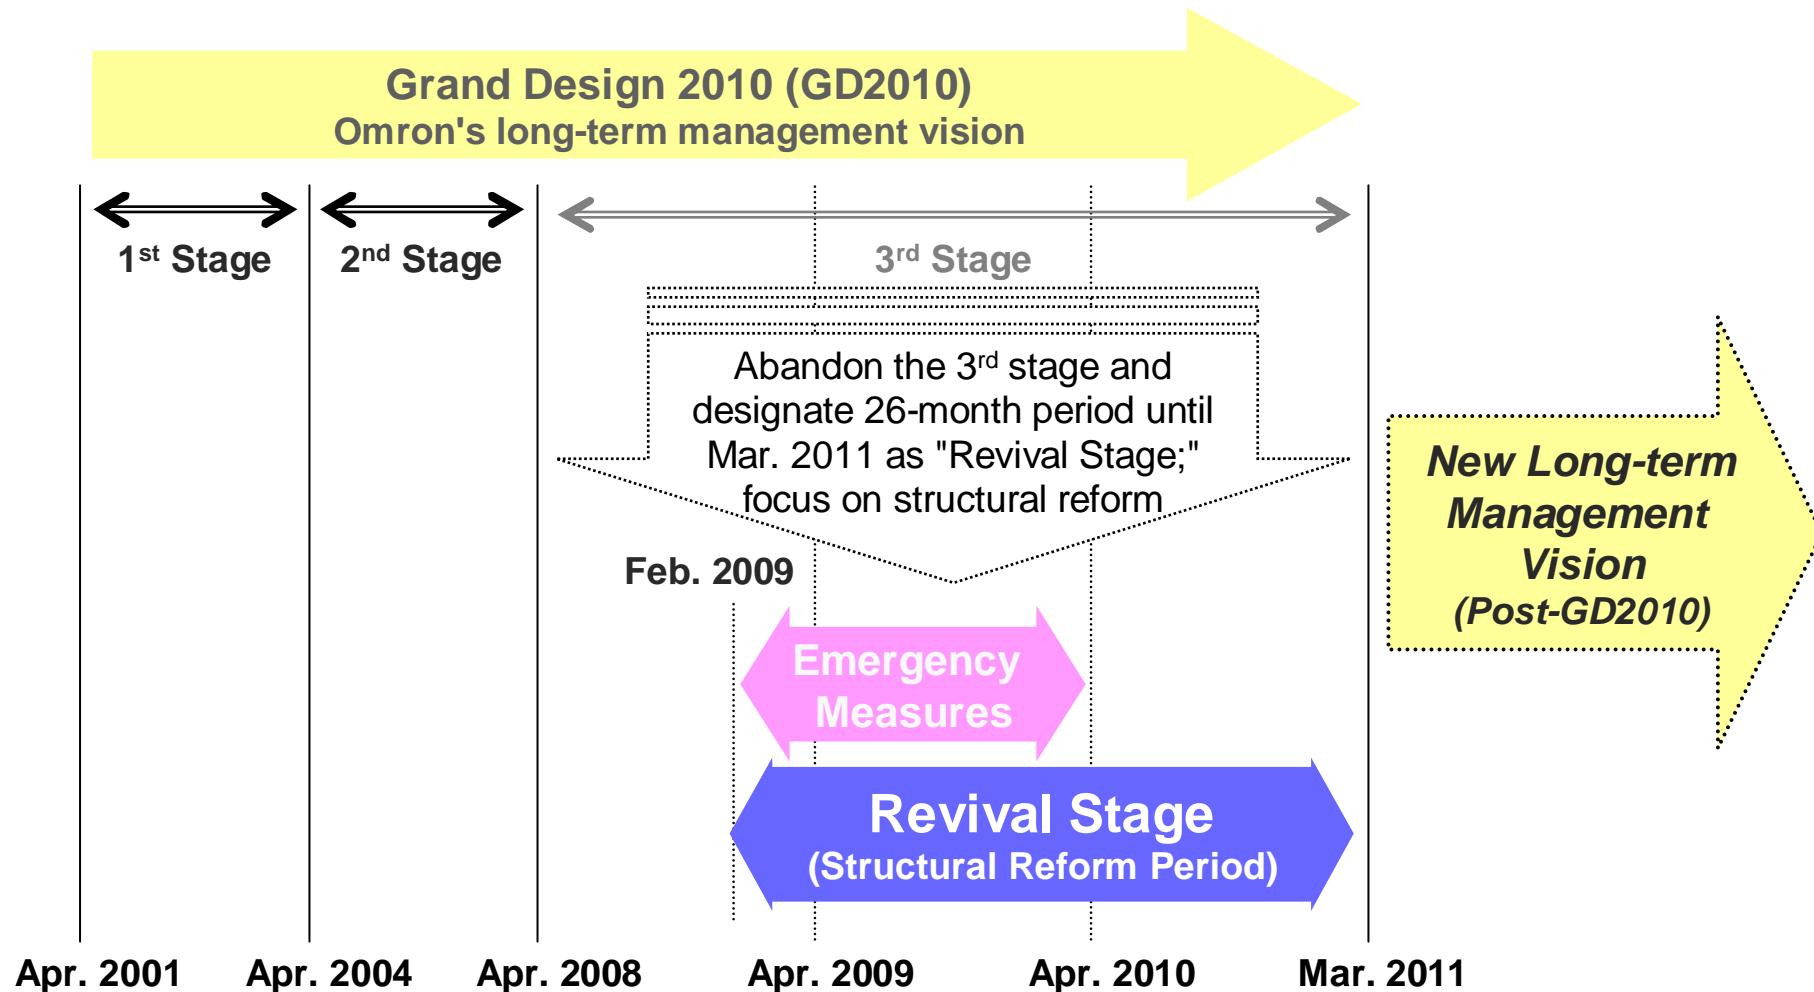 Grand Design 2010 (GD2010)
Omron's long-term management vision
1st Stage
2nd Stage
3rd Stage
Abandon the 3rd stage and
designate 26-month period until
Mar. 2011 as "Revival Stage;"
focus on structural reform
New Long-term
Management
Vision
(Post-GD2010)
Feb. 2009
Emergency
Measures
Revival Stage
(Structural Reform Period)
Apr. 2001
Apr. 2004
Apr. 2008
Apr. 2009
Apr. 2010
Mar. 2011